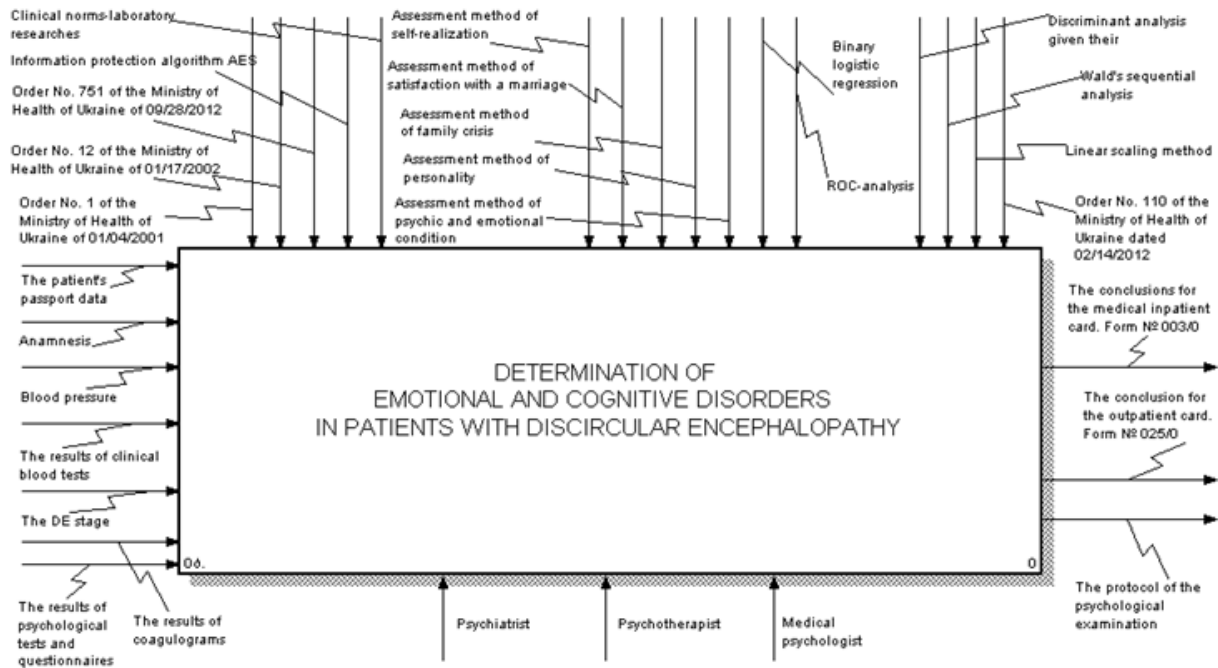 Clinical norms-laboratory
researches
Information protection algorithm AES
Order No. 751 of the Ministry of
Health of Ukraine of 09/28/2012
Order No. 12 of the Ministry of
Health of Ukraine of 01/17/2002
Order No. 1 of the
Ministry of Health of
Ukraine of 01/04/2001
Assessment method of
self-realization
Assessment method of
satisfaction with a marriage
Assessment method
of family crisis
Assessment method of
personality
Assessment method of
psychic and emotional
condition
Binary
logistic
regression
ROC-analysis
Discriminant analysis
given their
Wald's sequential
analysis
Linear scaling method
Order No. 110 of the
Ministry of Health of
Ukraine dated
02/14/2012
The patient's
passport data
Anamnesis
Blood pressure
The results of clinical
blood tests
The DE stage
The results of
psychological
tests and
questionnaires
The results of
coagulograms
DETERMINATION OF
EMOTIONAL AND COGNITIVE DISORDERS
IN PATIENTS WITH DISCIRCULAR ENCEPHALOPATHY
0
The conclusions for
the medical inpatient
card. Form № 003/0
The conclusion for
the outpatient card.
Form № 025/0
The protocol of the
psychological
examination
Psychiatrist
Psychotherapist
Medical
psychologist